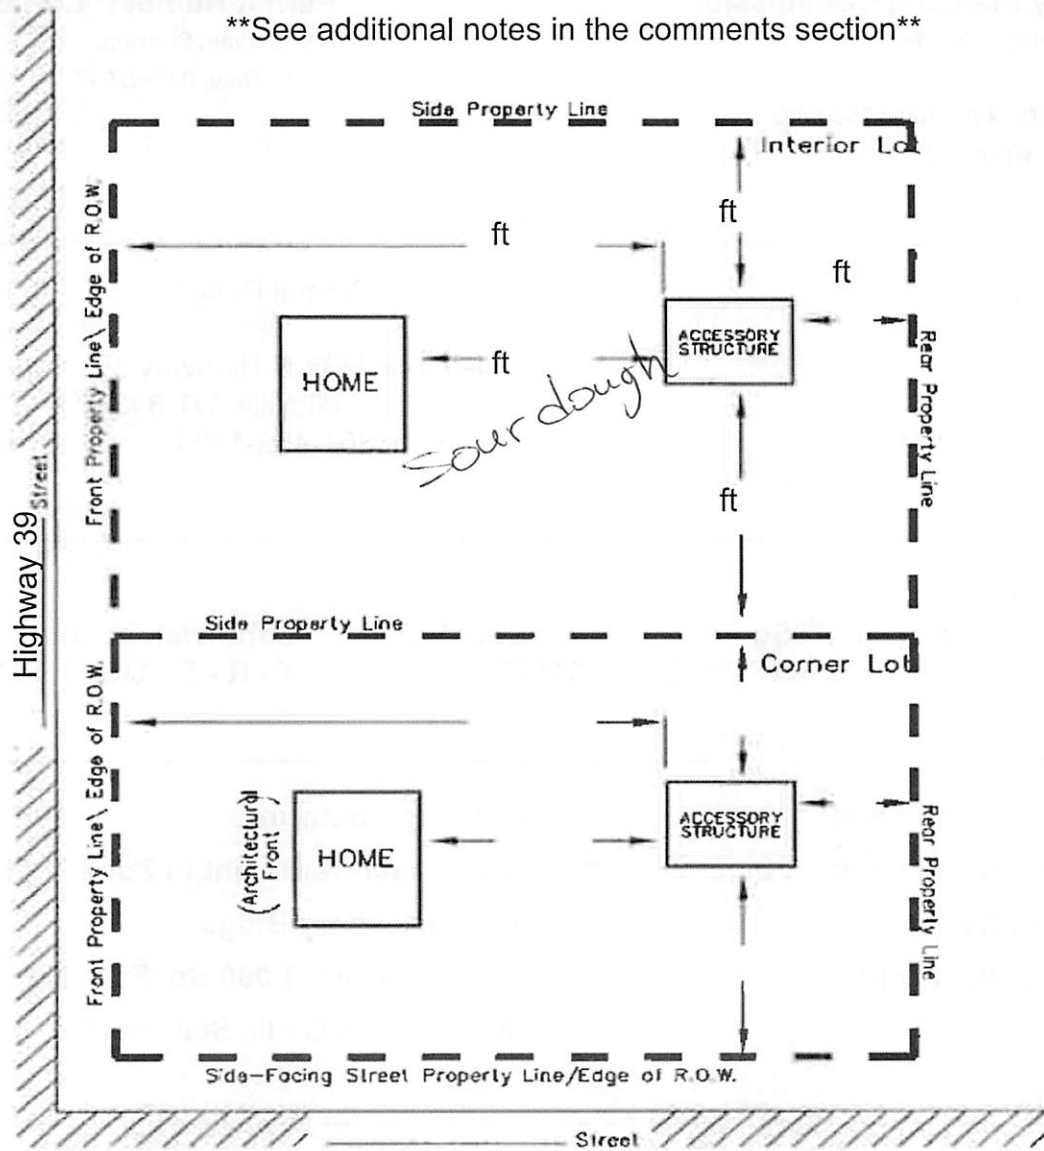 **See additional notes in the comments section**
Side Property Line
Interior Lot
Front Property Line\ Edge of R.O.W.
ft
ft
ft
ACCESSORY
STRUCTURE
HOME
ft
sourdough
Rear Property Line
ft
Highway 39
Street
Side Property Line
Corner Lot
Front Property Line\ Edge of R.O.W.
(Architectural
Front)
HOME
ACCESSORY
STRUCTURE
Rear Property Line
Side-Facing Street Property Line/Edge of R.O.W.
Street